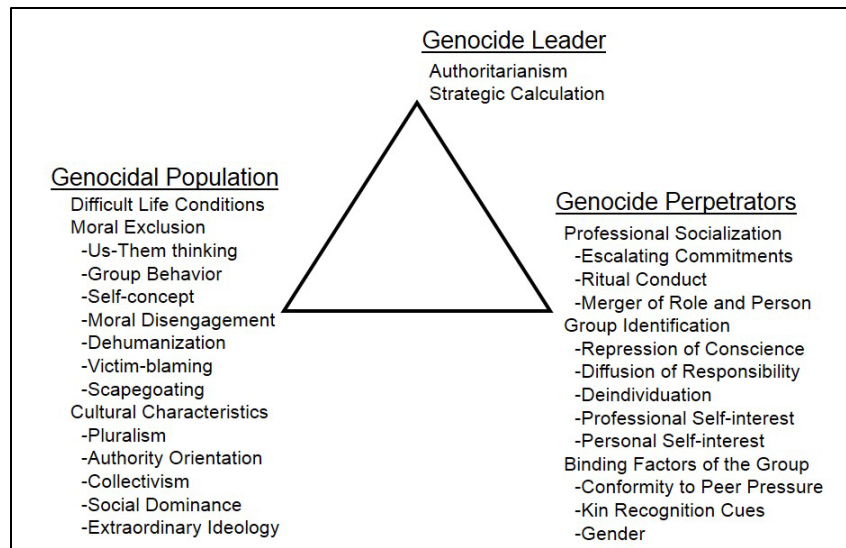 Genocide Leader
Authoritarianism
Strategic Calculation
Genocidal Population
Difficult Life Conditions
Moral Exclusion
-Us-Them thinking
-Group Behavior
-Self-concept
-Moral Disengagement
-Dehumanization
-Victim-blaming
-Scapegoating
Cultural Characteristics
-Pluralism
-Authority Orientation
-Collectivism
-Social Dominance
-Extraordinary Ideology
Genocide Perpetrators
Professional Socialization
-Escalating Commitments
-Ritual Conduct
-Merger of Role and Person
Group Identification
-Repression of Conscience
-Diffusion of Responsibility
-Deindividuation
-Professional Self-interest
-Personal Self-interest
Binding Factors of the Group
-Conformity to Peer Pressure
-Kin Recognition Cues
-Gender